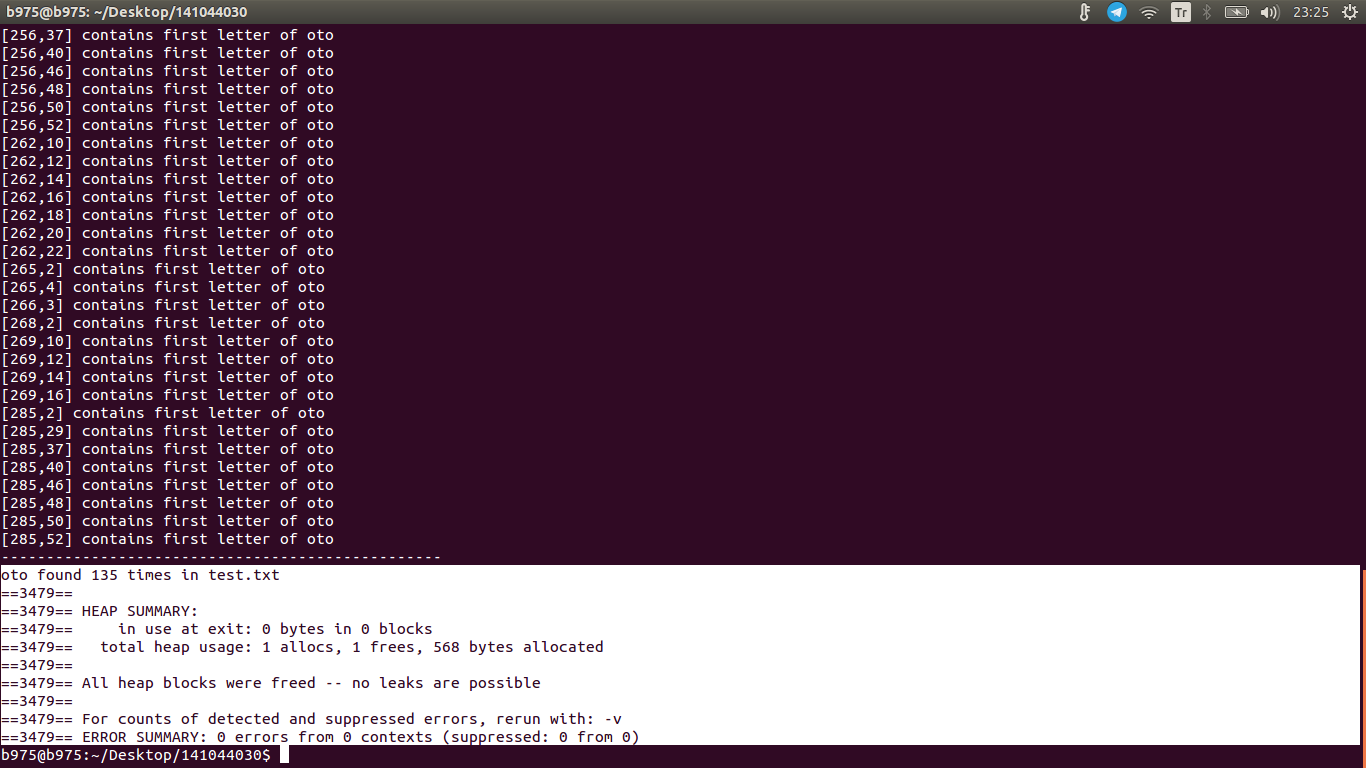 b975@b975: ~/Desktop/141044030
Tr
23:25
[256,37] contains first letter of oto
[256,40] contains first letter of oto
[256,46] contains first letter of oto
[256,48] contains first letter of oto
[256,50] contains first letter of oto
[256,52] contains first letter of oto
[262,10] contains first letter of oto
[262,12] contains first letter of oto
[262,14] contains first letter of oto
[262,16] contains first letter of oto
[262,18] contains first letter of oto
[262,20] contains first letter of oto
[262,22] contains first letter of oto
[265,2] contains first letter of oto
[265,4] contains first letter of oto
[266,3] contains first letter of oto
[268,2] contains first letter of oto
[269,10] contains first letter of oto
[269,12] contains first letter of oto
[269,14] contains first letter of oto
[269,16] contains first letter of oto
[285,2] contains first letter of oto
[285,29] contains first letter of oto
[285,37] contains first letter of oto
[285,40] contains first letter of oto
[285,46] contains first letter of oto
[285,48] contains first letter of oto
[285,50] contains first letter of oto
[285,52] contains first letter of oto
-------------------------------------------------
oto found 135 times in test.txt
==3479==
==3479== HEAP SUMMARY:
==3479==     in use at exit: 0 bytes in 0 blocks
==3479==   total heap usage: 1 allocs, 1 frees, 568 bytes allocated
==3479==
==3479== All heap blocks were freed -- no leaks are possible
==3479==
==3479== For counts of detected and suppressed errors, rerun with: -v
==3479== ERROR SUMMARY: 0 errors from 0 contexts (suppressed: 0 from 0)
b975@b975:~/Desktop/141044030$